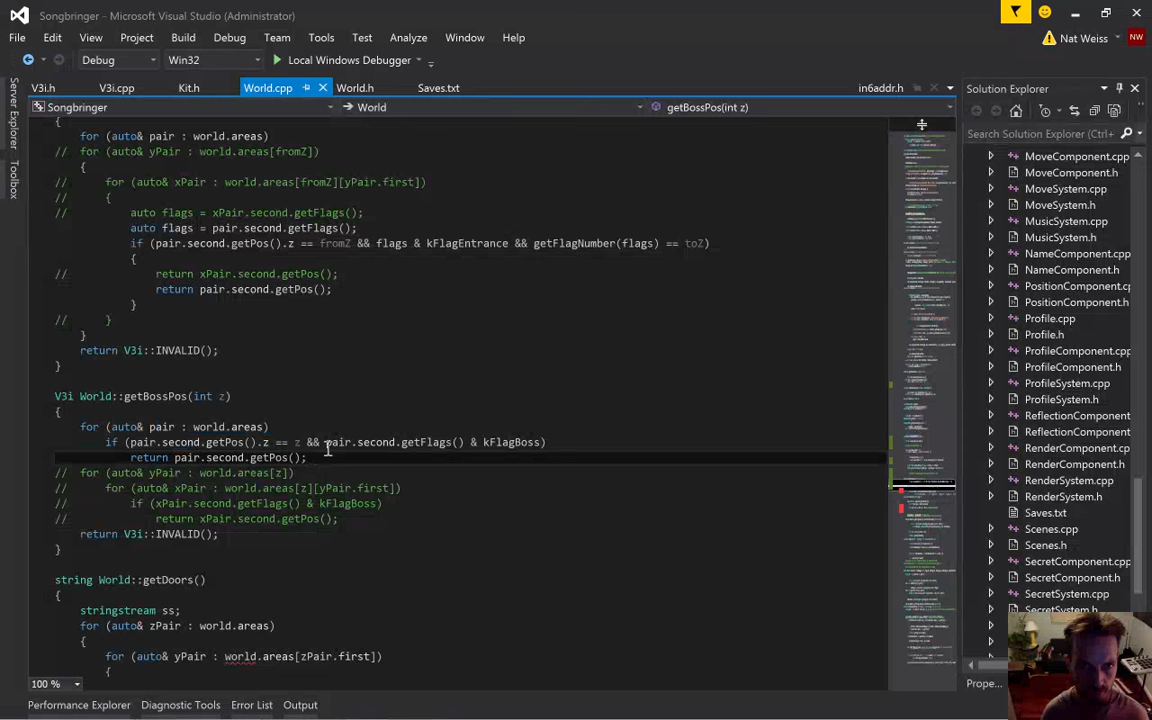 Songbringer - Microsoft Visual Studio (Administrator)
File Edit View Project Build Debug Team Tools Test Analyze Window Help
Nat Weiss NW
Debug Win32 Local Windows Debugger
V3i.h V3i.cpp Kit.h World.cpp World.h Saves.txt in6addr.h
Songbringer World getBossPos(int z)
Server Explorer
Toolbox
{
for (auto& pair : world.areas)
// for (auto& yPair : world.areas[fromZ])
{
// for (auto& xPair : world.areas[fromZ][yPair.first])
// {
// auto flags = xPair.second.getFlags();
auto flags = pair.second.getFlags();
if (pair.second.getPos().z == fromZ && flags & kFlagEntrance && getFlagNumber(flags) == toZ)
{
// return xPair.second.getPos();
return pair.second.getPos();
}
// }
}
return V3i::INVALID();
}
V3i World::getBossPos(int z)
{
for (auto& pair : world.areas)
if (pair.second.getPos().z == z && pair.second.getFlags() & kFlagBoss)
return pair.second.getPos();
// for (auto& yPair : world.areas[z])
// for (auto& xPair : world.areas[z][yPair.first])
// if (xPair.second.getFlags() & kFlagBoss)
// return xPair.second.getPos();
return V3i::INVALID();
}
string World::getDoors()
{
stringstream ss;
for (auto& zPair : world.areas)
{
for (auto& yPair : world.areas[zPair.first])
{
100 %
Solution Explorer
Search Solution Explorer
MoveComponent.cpp
MoveComponent.h
MoveSystem.cpp
MoveSystem.h
MusicSystem.cpp
MusicSystem.h
NameComponent.cpp
NameComponent.h
PositionComponent.cp
PositionComponent.h
Profile.cpp
Profile.h
ProfileComponent.cpp
ProfileComponent.h
ProfileSystem.cpp
ProfileSystem.h
ReflectionComponent.c
ReflectionComponent.h
RenderComponent.cpp
RenderComponent.h
RenderSystem.cpp
RenderSystem.h
Saves.txt
Scenes.cpp
Scenes.h
SecretComponent.cpp
SecretComponent.h
SecretSystem.cpp
SecretSystem.h
Prope...
Performance Explorer Diagnostic Tools Error List Output